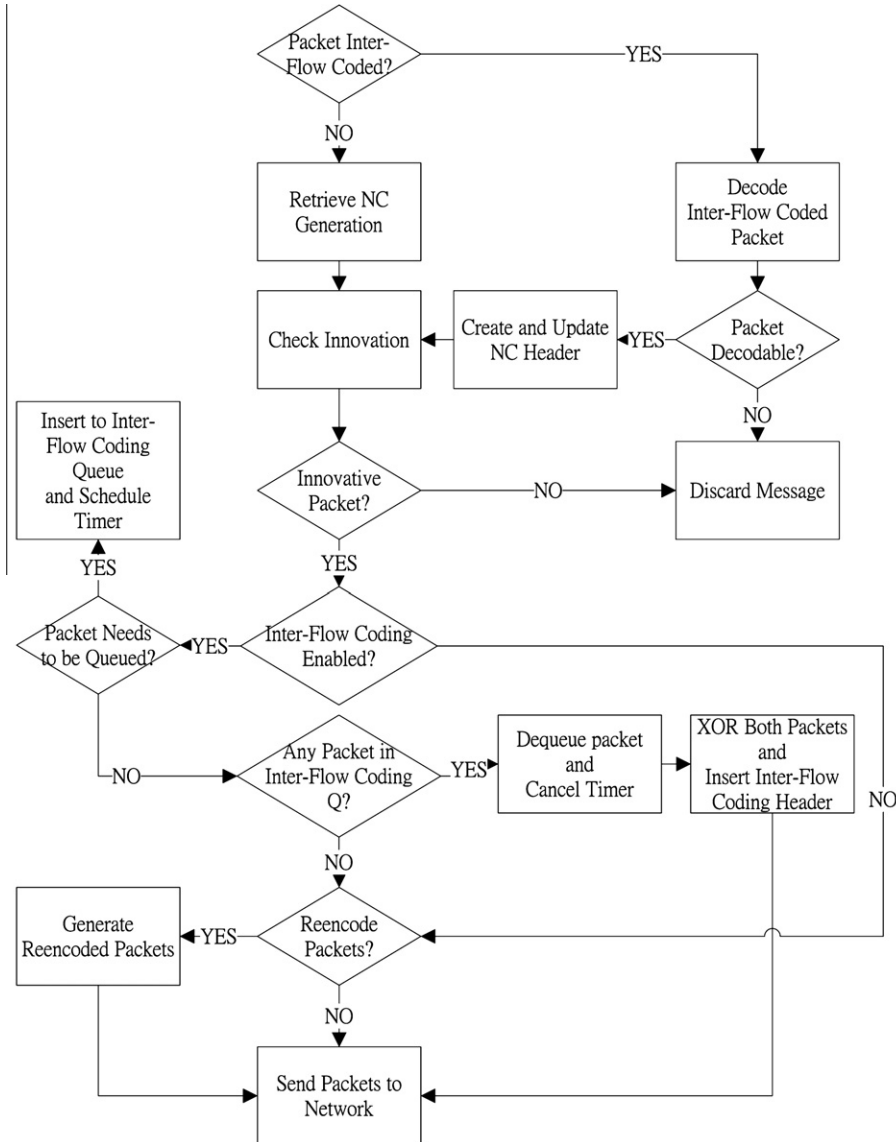 Packet Inter-
Flow Coded?
YES
NO
Retrieve NC
Generation
Decode
Inter-Flow Coded
Packet
Check Innovation
Create and Update
NC Header
YES
Packet
Decodable?
NO
Insert to Inter-
Flow Coding
Queue
and Schedule
Timer
Innovative
Packet?
NO
Discard Message
YES
YES
Packet Needs
to be Queued?
YES
Inter-Flow Coding
Enabled?
NO
Any Packet in
Inter-Flow Coding
Q?
YES
Dequeue packet
and
Cancel Timer
XOR Both Packets
and
Insert Inter-Flow
Coding Header
NO
NO
Generate
Reencoded Packets
YES
Reencode
Packets?
NO
Send Packets to
Network